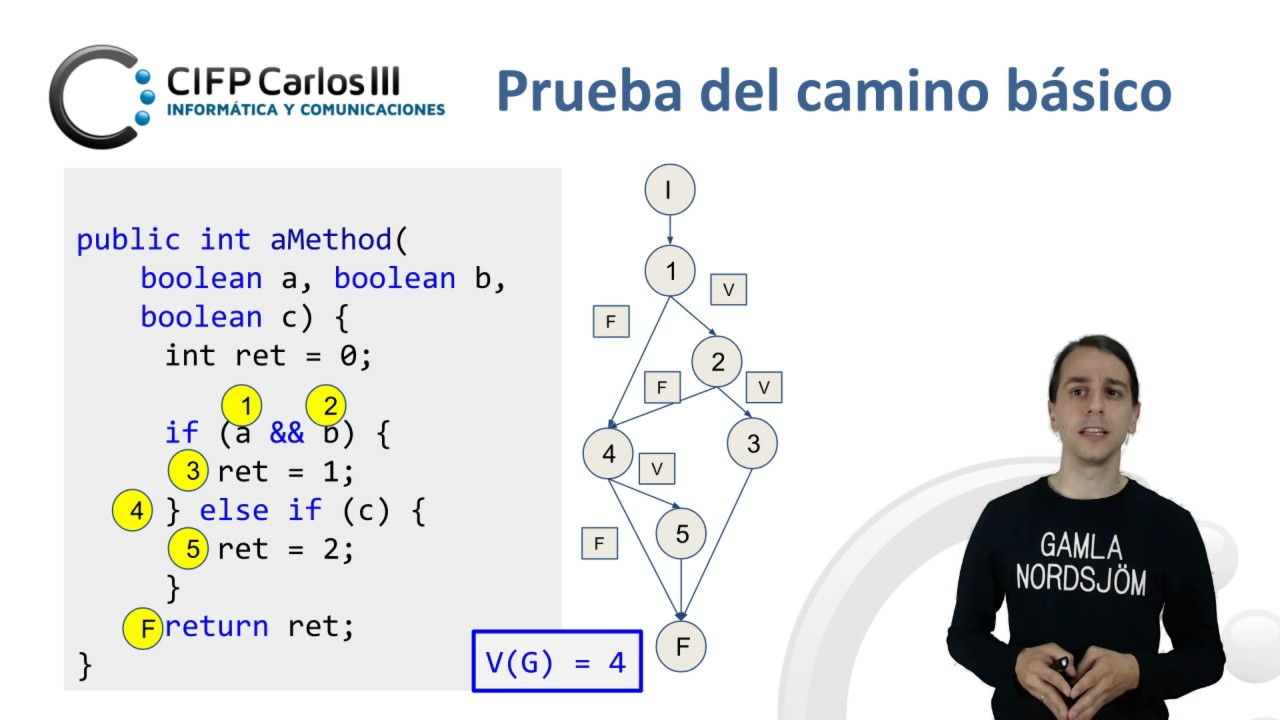 CIFP Carlos III
INFORMÁTICA Y COMUNICACIONES
Prueba del camino básico
public int aMethod(
boolean a, boolean b,
boolean c) {
int ret = 0;
1 2
if (a && b) {
3 ret = 1;
4 } else if (c) {
5 ret = 2;
}
F return ret;
}
V(G) = 4
I
1
V
F
2
F V
4 3
V
5
F
F
GAMLA
NORDSJÖM